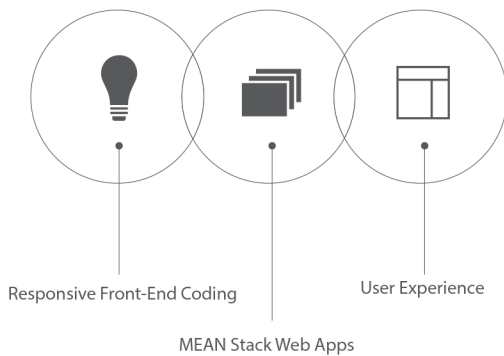 Responsive Front-End Coding
User Experience
MEAN Stack Web Apps